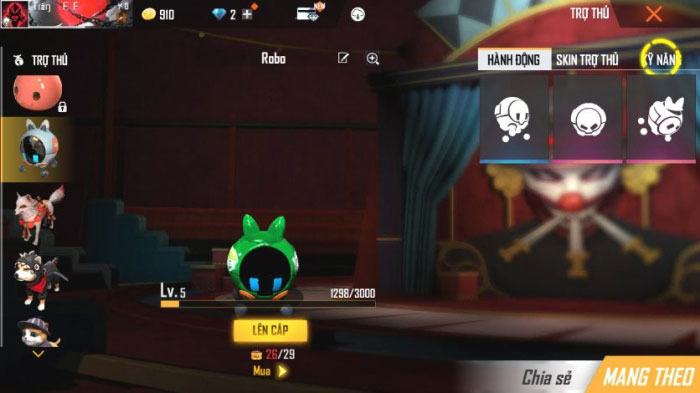 Trần F.F
910
2
TRỢ THỦ
TRỢ THỦ
Robo
HÀNH ĐỘNG
SKIN TRỢ THỦ
KỸ NĂNG
Lv.5
1298/3000
LÊN CẤP
26/29
Mua
Chia sẻ
MANG THEO